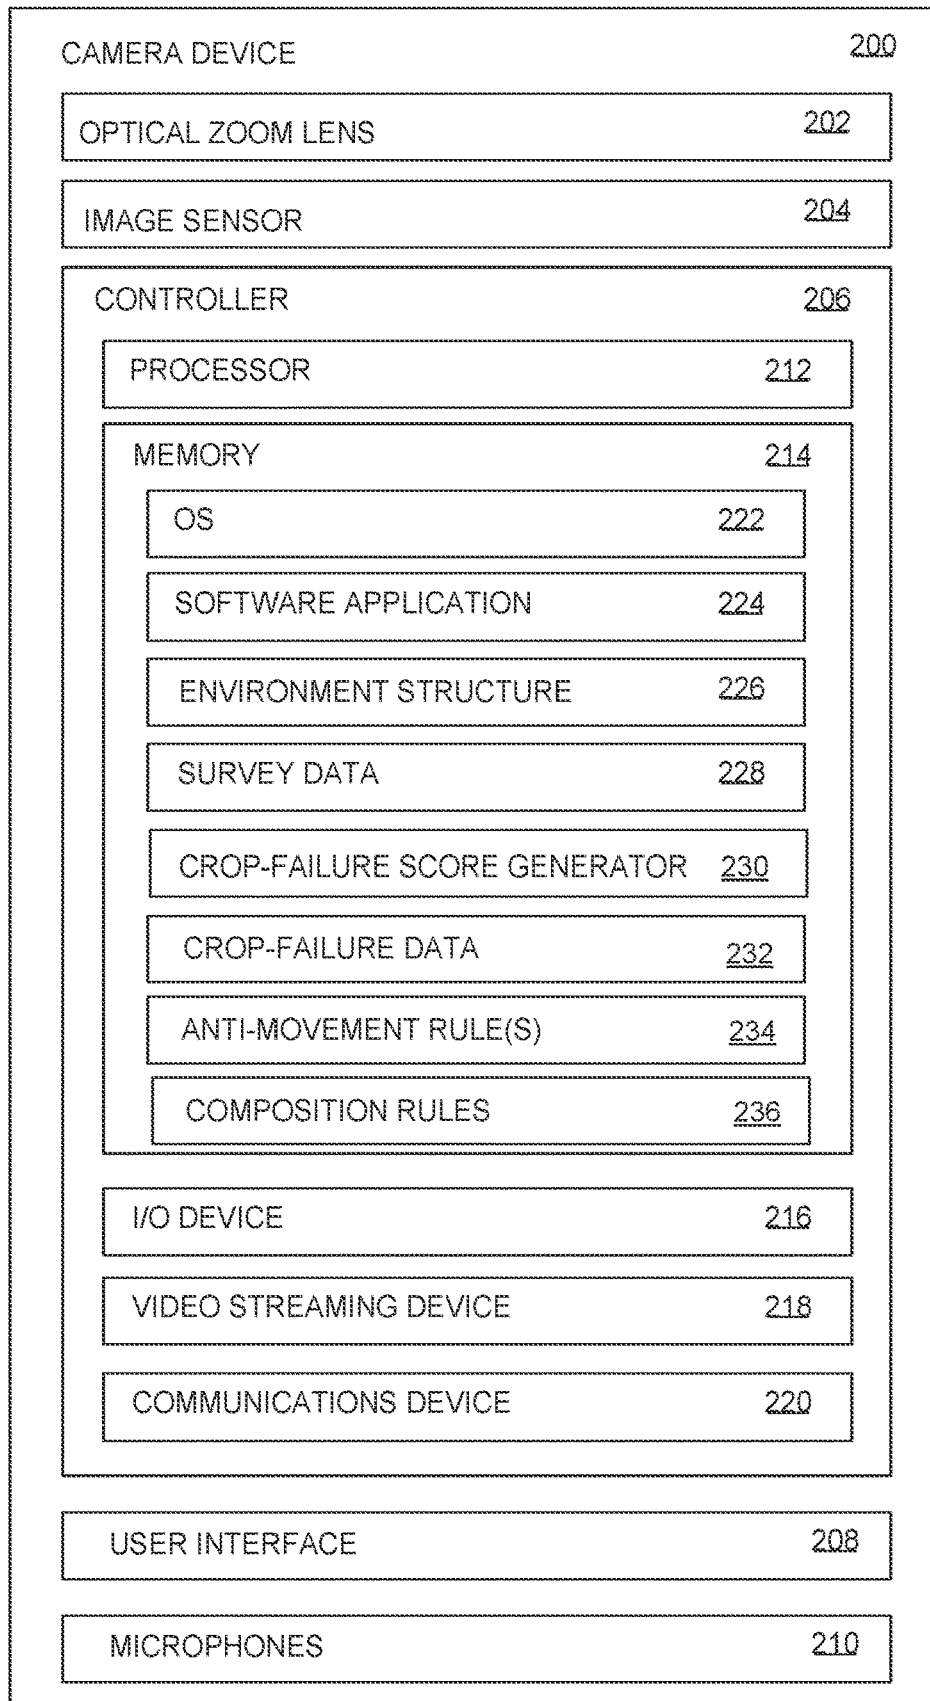 CAMERA DEVICE 200
OPTICAL ZOOM LENS 202
IMAGE SENSOR 204
CONTROLLER 206
PROCESSOR 212
MEMORY 214
OS 222
SOFTWARE APPLICATION 224
ENVIRONMENT STRUCTURE 226
SURVEY DATA 228
CROP-FAILURE SCORE GENERATOR 230
CROP-FAILURE DATA 232
ANTI-MOVEMENT RULE(S) 234
COMPOSITION RULES 236
I/O DEVICE 216
VIDEO STREAMING DEVICE 218
COMMUNICATIONS DEVICE 220
USER INTERFACE 208
MICROPHONES 210